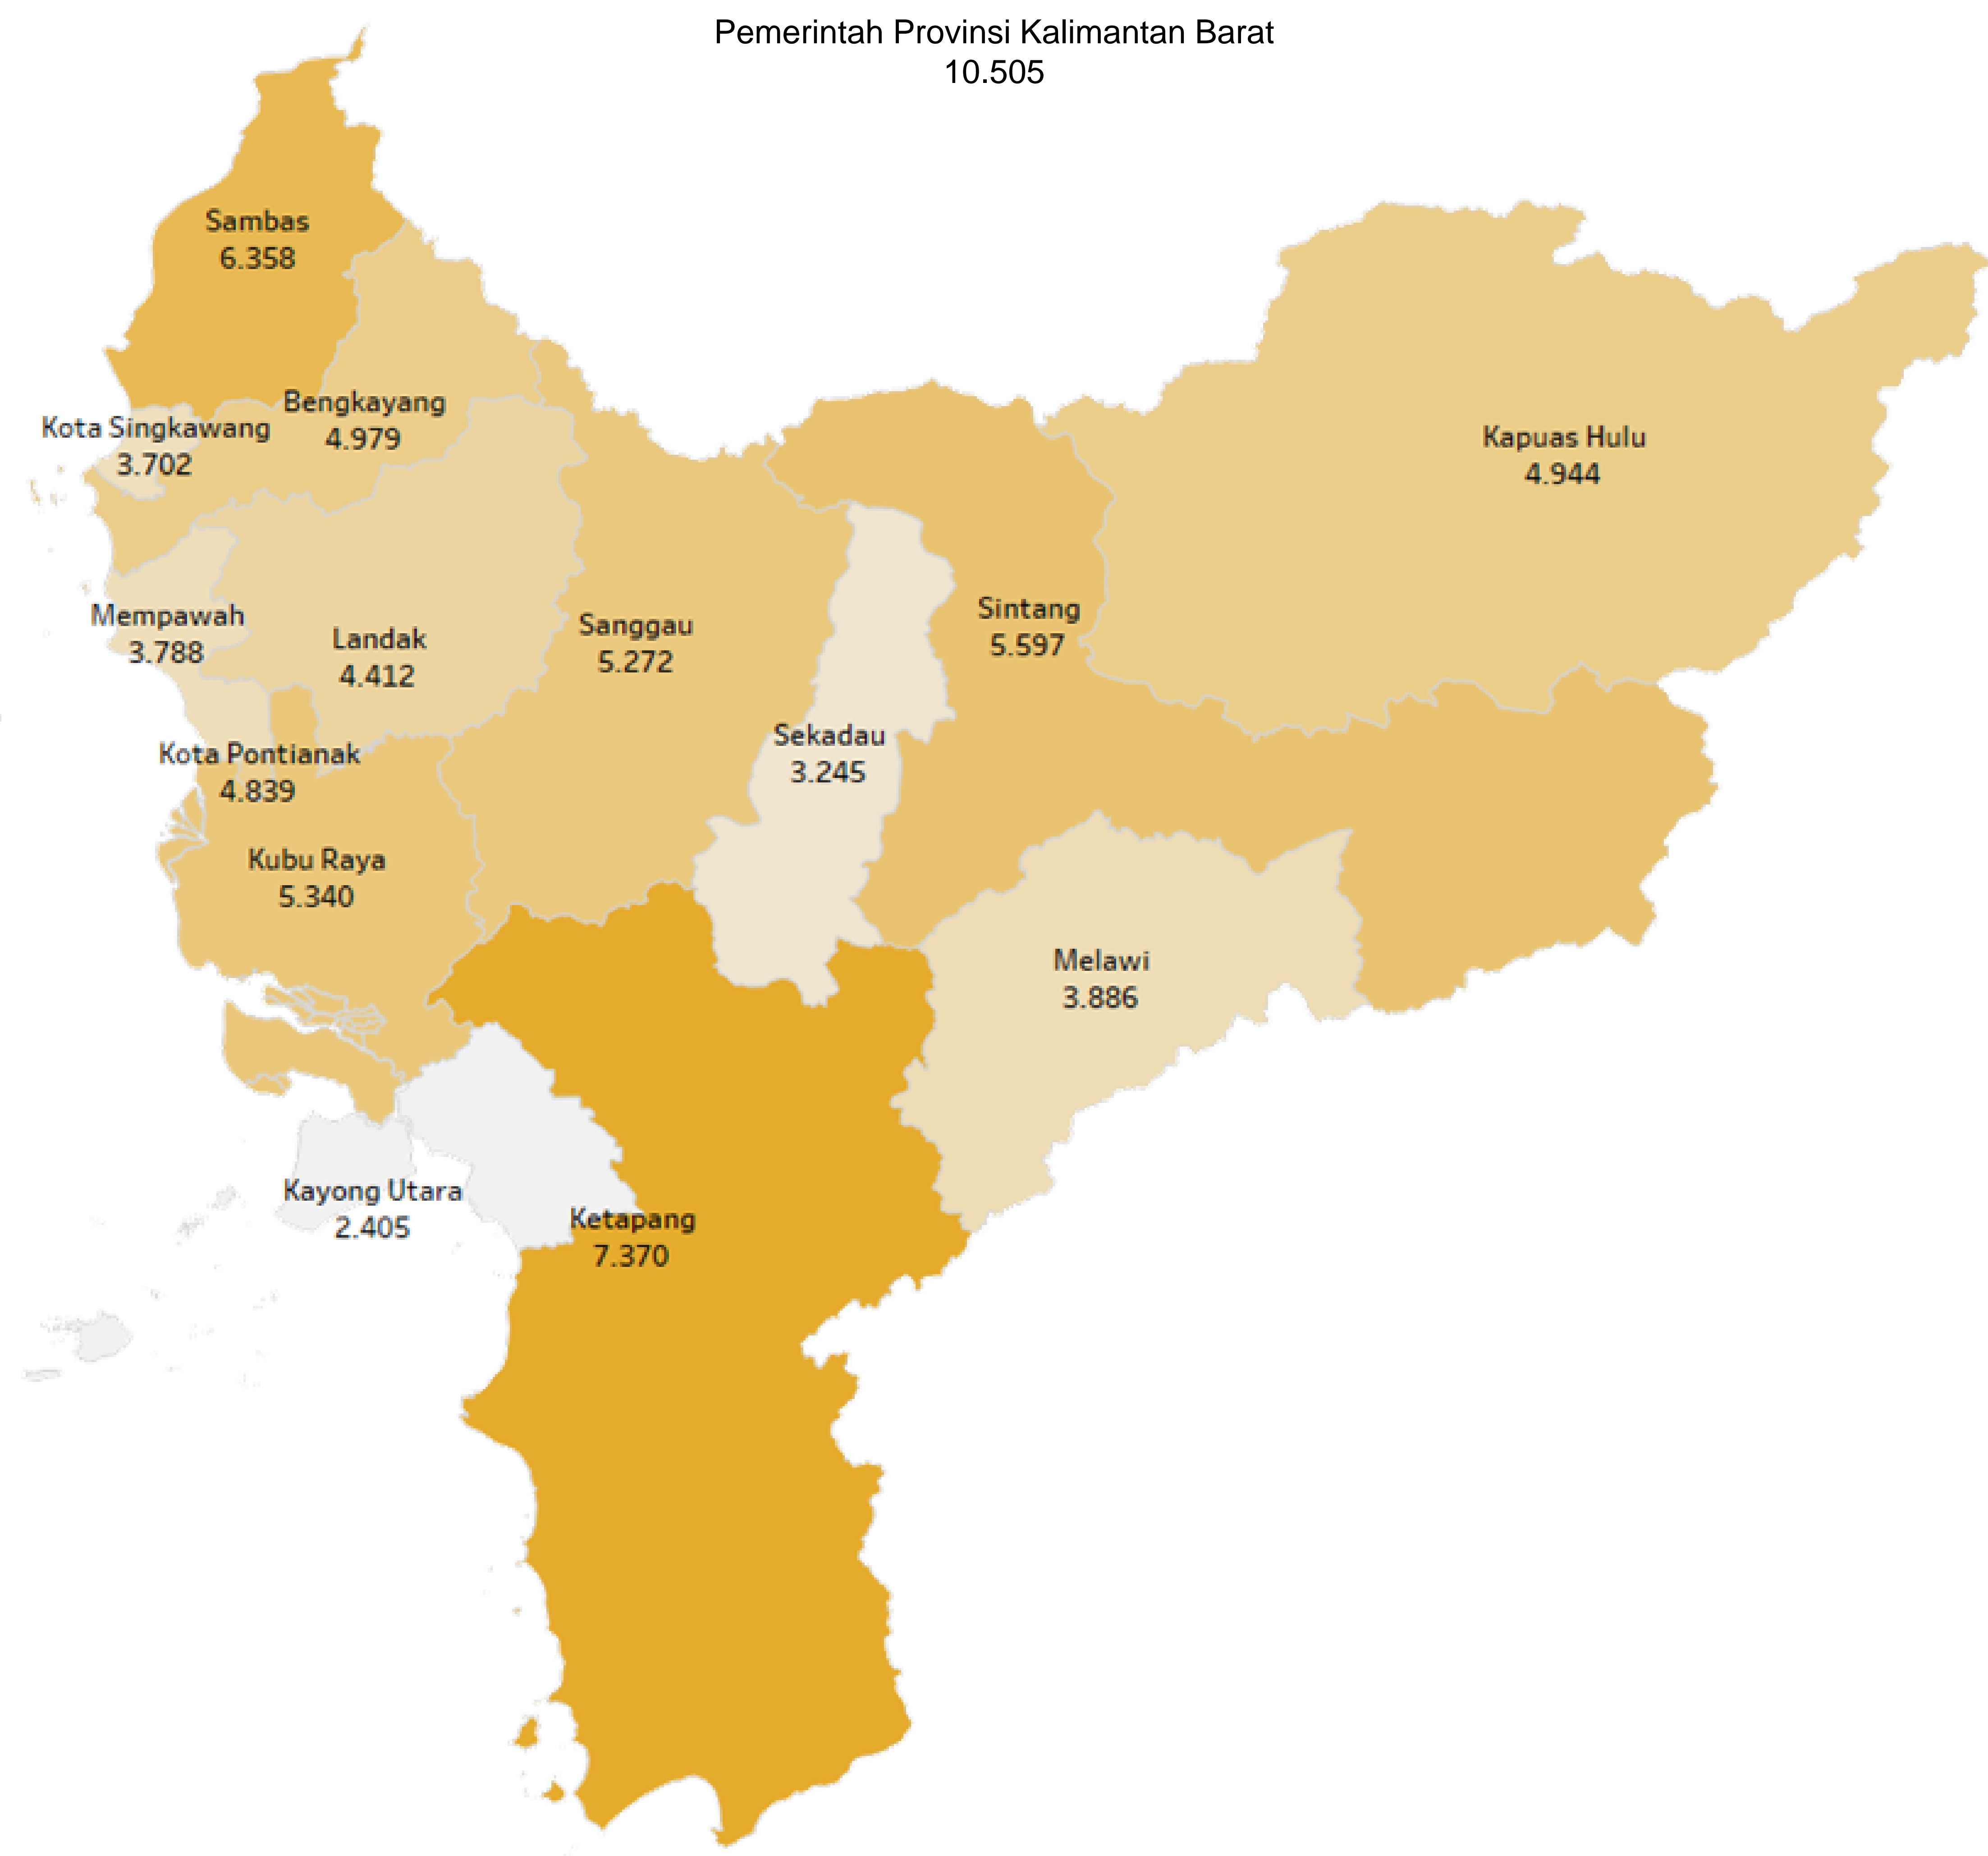 Pemerintah Provinsi Kalimantan Barat
10.505
Sambas
6.358
Bengkayang
4.979
Kota Singkawang
3.702
Kapuas Hulu
4.944
Mempawah
3.788
Landak
4.412
Sanggau
5.272
Sintang
5.597
Sekadau
3.245
Kota Pontianak
4.839
Kubu Raya
5.340
Melawi
3.886
Kayong Utara
2.405
Ketapang
7.370